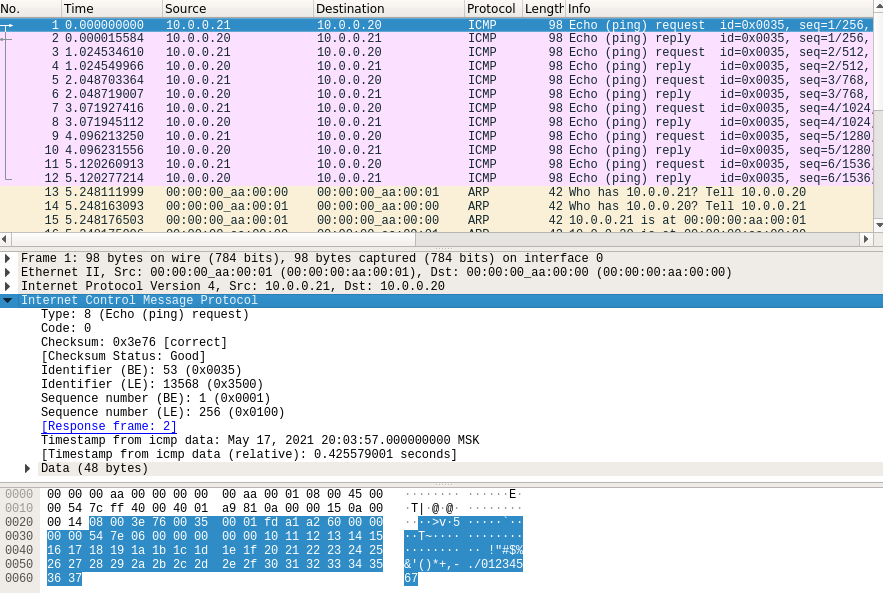 No. Time Source Destination Protocol Length Info
1 0.000000000 10.0.0.21 10.0.0.20 ICMP 98 Echo (ping) request id=0x0035, seq=1/256,
2 0.000015584 10.0.0.20 10.0.0.21 ICMP 98 Echo (ping) reply id=0x0035, seq=1/256,
3 1.024534610 10.0.0.21 10.0.0.20 ICMP 98 Echo (ping) request id=0x0035, seq=2/512,
4 1.024549966 10.0.0.20 10.0.0.21 ICMP 98 Echo (ping) reply id=0x0035, seq=2/512,
5 2.048703364 10.0.0.21 10.0.0.20 ICMP 98 Echo (ping) request id=0x0035, seq=3/768,
6 2.048719007 10.0.0.20 10.0.0.21 ICMP 98 Echo (ping) reply id=0x0035, seq=3/768,
7 3.071927416 10.0.0.21 10.0.0.20 ICMP 98 Echo (ping) request id=0x0035, seq=4/1024,
8 3.071945112 10.0.0.20 10.0.0.21 ICMP 98 Echo (ping) reply id=0x0035, seq=4/1024,
9 4.096213250 10.0.0.21 10.0.0.20 ICMP 98 Echo (ping) request id=0x0035, seq=5/1280,
10 4.096231556 10.0.0.20 10.0.0.21 ICMP 98 Echo (ping) reply id=0x0035, seq=5/1280,
11 5.120260913 10.0.0.21 10.0.0.20 ICMP 98 Echo (ping) request id=0x0035, seq=6/1536,
12 5.120277214 10.0.0.20 10.0.0.21 ICMP 98 Echo (ping) reply id=0x0035, seq=6/1536,
13 5.248111999 00:00:00_aa:00:00 00:00:00_aa:00:01 ARP 42 Who has 10.0.0.21? Tell 10.0.0.20
14 5.248163093 00:00:00_aa:00:01 00:00:00_aa:00:00 ARP 42 Who has 10.0.0.20? Tell 10.0.0.21
15 5.248176503 00:00:00_aa:00:01 00:00:00_aa:00:00 ARP 42 10.0.0.21 is at 00:00:00:aa:00:01
Frame 1: 98 bytes on wire (784 bits), 98 bytes captured (784 bits) on interface 0
Ethernet II, Src: 00:00:00_aa:00:01 (00:00:00:aa:00:01), Dst: 00:00:00_aa:00:00 (00:00:00:aa:00:00)
Internet Protocol Version 4, Src: 10.0.0.21, Dst: 10.0.0.20
Internet Control Message Protocol
Type: 8 (Echo (ping) request)
Code: 0
Checksum: 0x3e76 [correct]
[Checksum Status: Good]
Identifier (BE): 53 (0x0035)
Identifier (LE): 13568 (0x3500)
Sequence number (BE): 1 (0x0001)
Sequence number (LE): 256 (0x0100)
[Response frame: 2]
Timestamp from icmp data: May 17, 2021 20:03:57.000000000 MSK
[Timestamp from icmp data (relative): 0.425579001 seconds]
Data (48 bytes)
0000 00 00 00 aa 00 00 00 00 00 aa 00 01 08 00 45 00 ········ ······E·
0010 00 54 7c ff 40 00 40 01 a9 81 0a 00 00 15 0a 00 ·T|·@·@· ········
0020 00 14 08 00 3e 76 00 35 00 01 fd a1 a2 60 00 00 ····>v·5 ·····`··
0030 00 00 54 7e 06 00 00 00 00 00 10 11 12 13 14 15 ··T~···· ········
0040 16 17 18 19 1a 1b 1c 1d 1e 1f 20 21 22 23 24 25 ········ ·· !"#$%
0050 26 27 28 29 2a 2b 2c 2d 2e 2f 30 31 32 33 34 35 &'()*+,- ./012345
0060 36 37 67